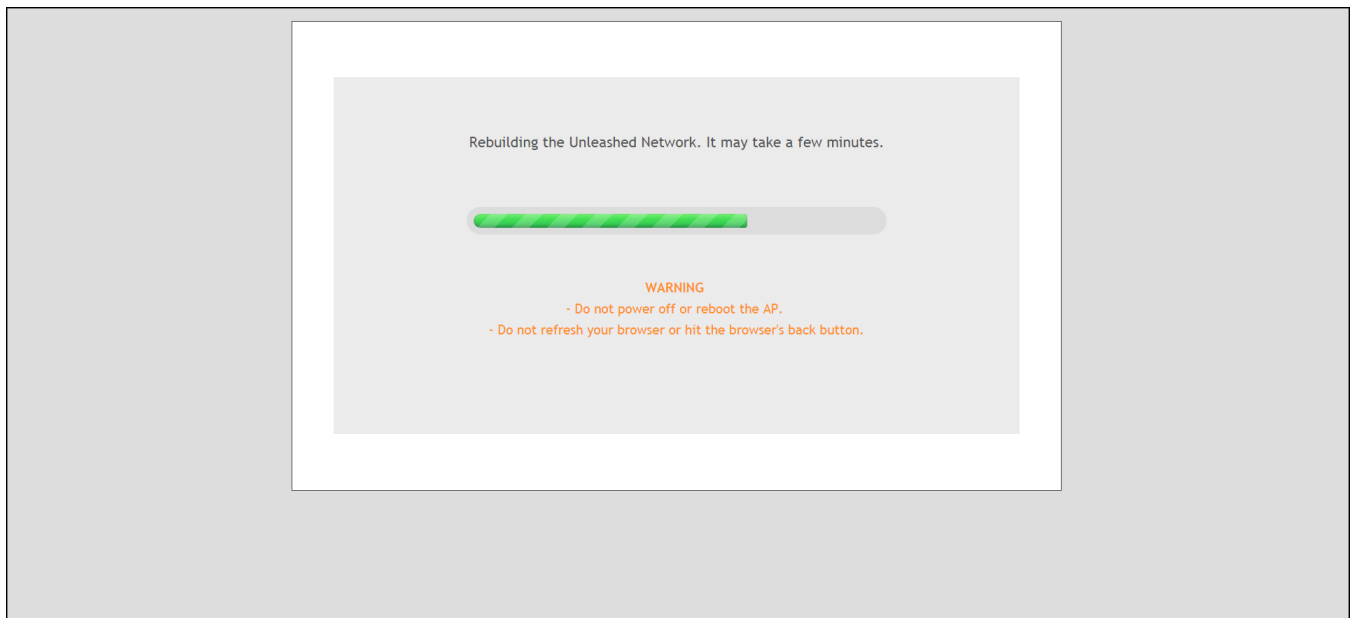 Rebuilding the Unleashed Network. It may take a few minutes.
WARNING
- Do not power off or reboot the AP.
- Do not refresh your browser or hit the browser's back button.